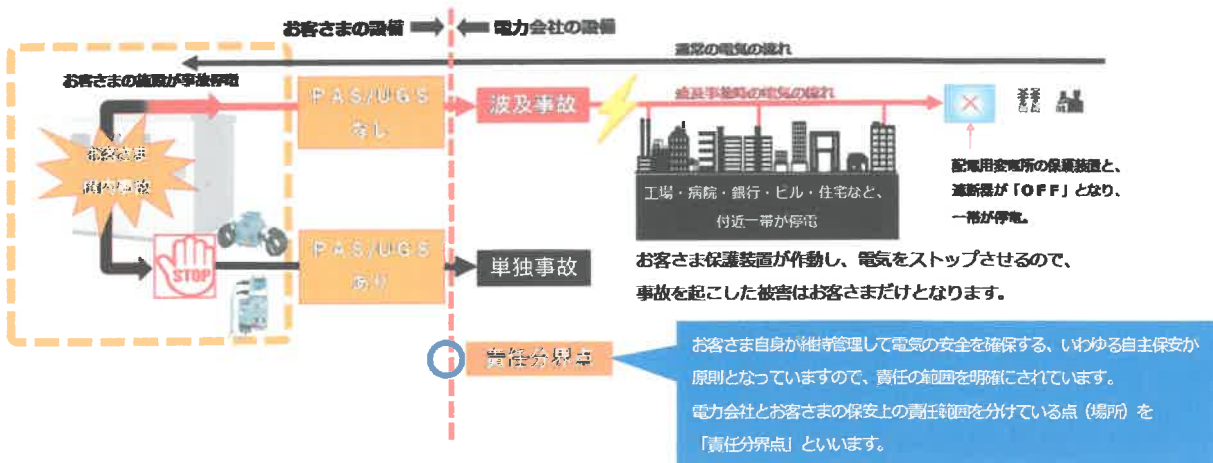 お客さまの設備
電力会社の設備
通常の電気の流れ
お客さまの施設が事故停電
PAS/UGS
なし
波及事故
波及事故時の電気の流れ
お客さま
構内事故
工場・病院・銀行・ビル・住宅など、
付近一帯が停電
配電用変電所の保護装置と、
遮断器が「OFF」となり、
一帯が停電。
STOP
PAS/UGS
あり
単独事故
お客さま保護装置が作動し、電気をストップさせるので、
事故を起こした被害はお客さまだけとなります。
責任分界点
お客さま自身が維持管理して電気の安全を確保する、いわゆる自主保安が
原則となっていますので、責任の範囲を明確にされています。
電力会社とお客さまの保安上の責任範囲を分けている点（場所）を
「責任分界点」といいます。